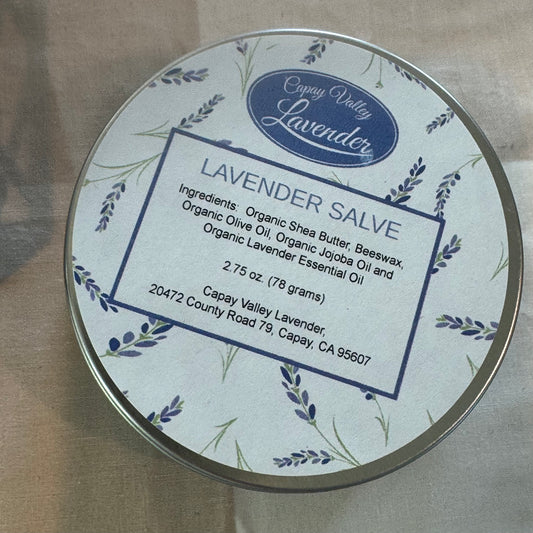 Capay Valley
Lavender
LAVENDER SALVE
Ingredients: Organic Shea Butter, Beeswax,
Organic Olive Oil, Organic Jojoba Oil and
Organic Lavender Essential Oil
2.75 oz. (78 grams)
Capay Valley Lavender,
20472 County Road 79, Capay, CA 95607